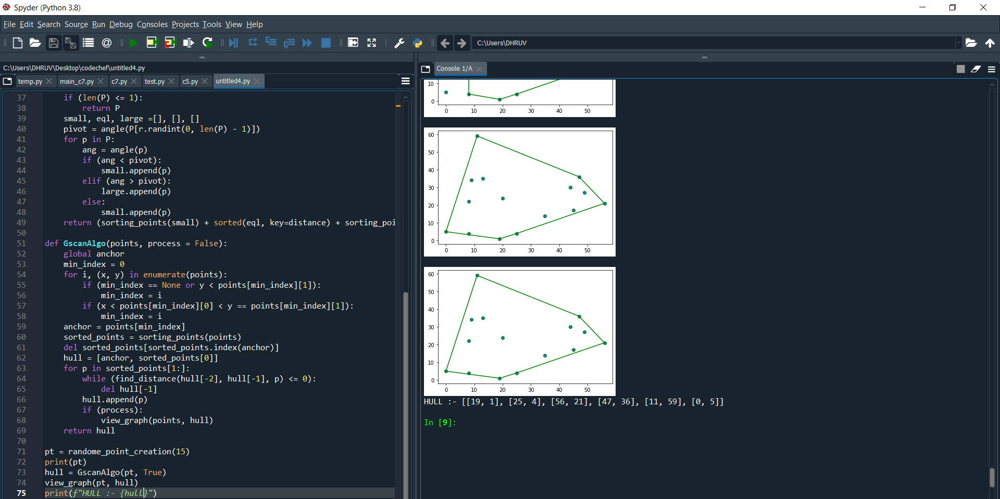 Spyder (Python 3.8)
File Edit Search Source Run Debug Consoles Projects Tools View Help
C:\Users\DHRUV
C:\Users\DHRUV\Desktop\codechef\untitled4.py
temp.py main_c7.py c7.py test.py c5.py untitled4.py
37 if (len(P) <= 1):
38 return P
39 small, eql, large =[], [], []
40 pivot = angle(P[r.randint(0, len(P) - 1)])
41 for p in P:
42 ang = angle(p)
43 if (ang < pivot):
44 small.append(p)
45 elif (ang > pivot):
46 large.append(p)
47 else:
48 small.append(p)
49 return (sorting_points(small) + sorted(eql, key=distance) + sorting_poi
50
51 def GscanAlgo(points, process = False):
52 global anchor
53 min_index = 0
54 for i, (x, y) in enumerate(points):
55 if (min_index == None or y < points[min_index][1]):
56 min_index = i
57 if (x < points[min_index][0] < y == points[min_index][1]):
58 min_index = i
59 anchor = points[min_index]
60 sorted_points = sorting_points(points)
61 del sorted_points[sorted_points.index(anchor)]
62 hull = [anchor, sorted_points[0]]
63 for p in sorted_points[1:]:
64 while (find_distance(hull[-2], hull[-1], p) <= 0):
65 del hull[-1]
66 hull.append(p)
67 if (process):
68 view_graph(points, hull)
69 return hull
70
71 pt = randome_point_creation(15)
72 print(pt)
73 hull = GscanAlgo(pt, True)
74 view_graph(pt, hull)
75 print(f"HULL :- {hull}")
Console 1/A
10
0
0 10 20 30 40 50
60
50
40
30
20
10
0
0 10 20 30 40 50
60
50
40
30
20
10
0
0 10 20 30 40 50
HULL :- [[19, 1], [25, 4], [56, 21], [47, 36], [11, 59], [0, 5]]
In [9]: